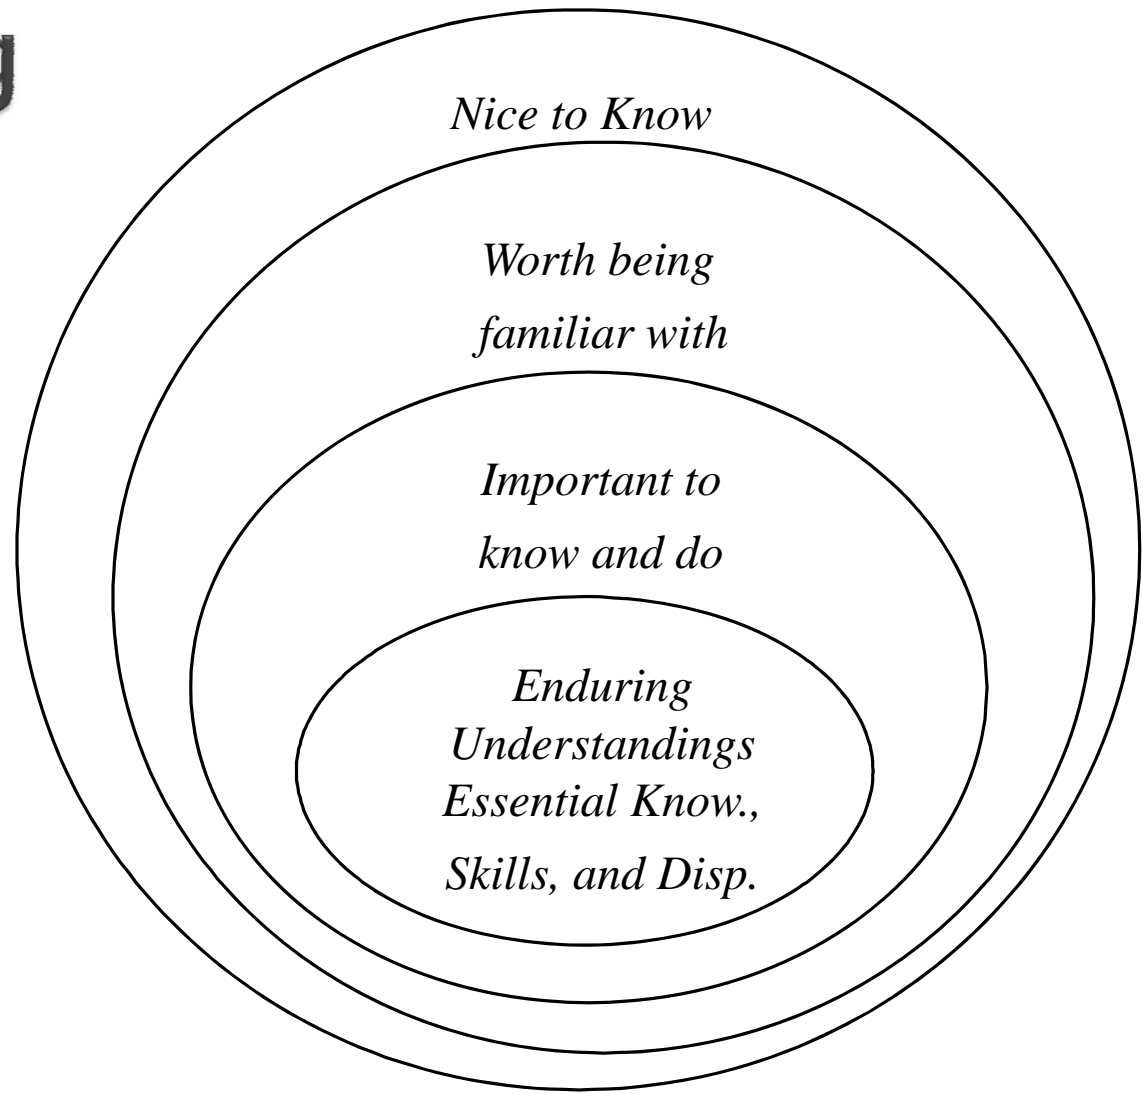 g
Nice to Know
Worth being
familiar with
Important to
know and do
Enduring
Understandings
Essential Know.,
Skills, and Disp.